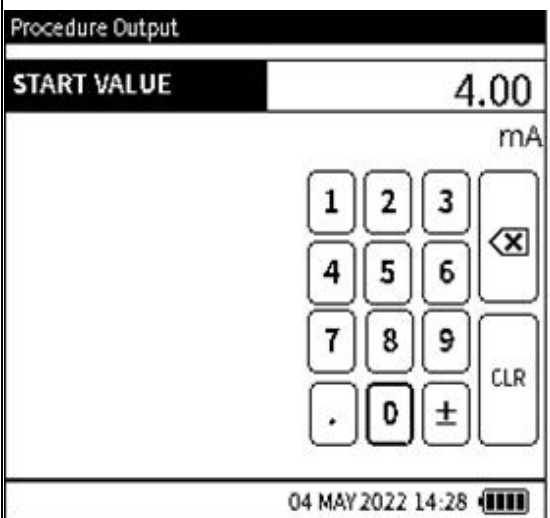 Procedure Output
START VALUE 4.00
mA
1 2 3
4 5 6
7 8 9
CLR
. 0 ±
04 MAY 2022 14:28